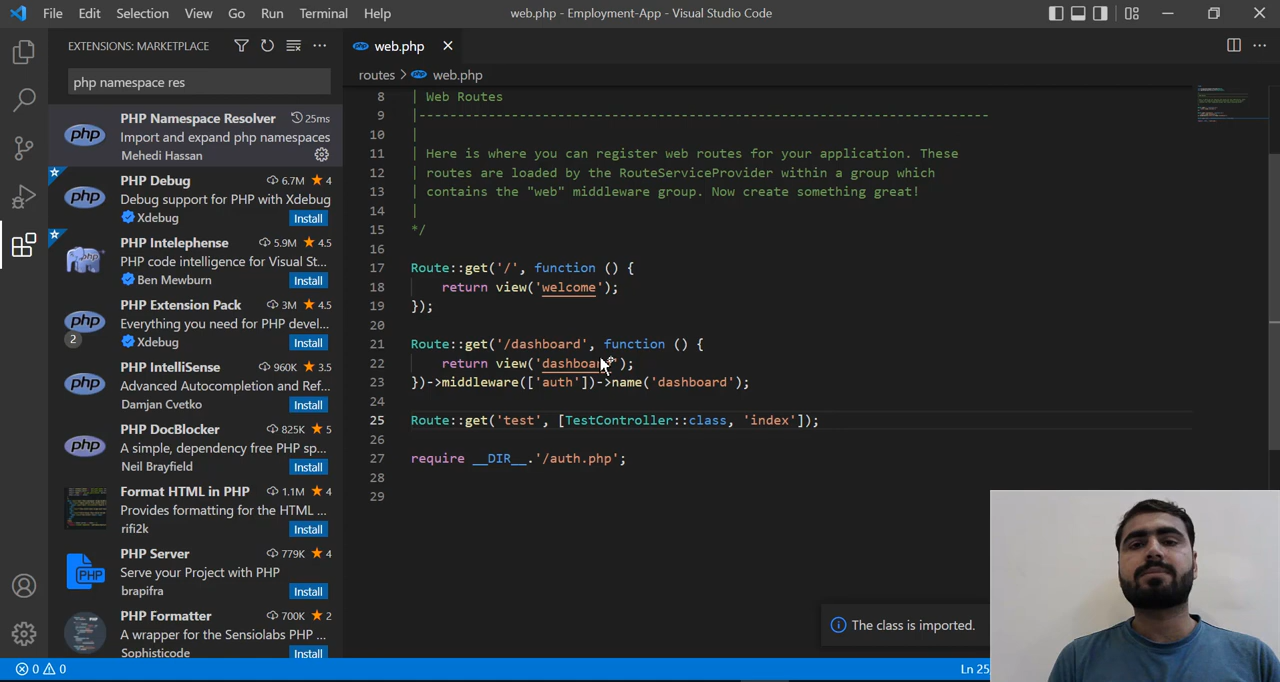 File Edit Selection View Go Run Terminal Help
web.php - Employment-App - Visual Studio Code
EXTENSIONS: MARKETPLACE
php namespace res
php
PHP Namespace Resolver 25ms
Import and expand php namespaces
Mehedi Hassan
php
PHP Debug 6.7M 4
Debug support for PHP with Xdebug
Xdebug Install
php
PHP Intelephense 5.9M 4.5
PHP code intelligence for Visual St...
Ben Mewburn Install
php
2
PHP Extension Pack 3M 4.5
Everything you need for PHP devel...
Xdebug Install
php
PHP IntelliSense 960K 3.5
Advanced Autocompletion and Ref...
Damjan Cvetko Install
php
PHP DocBlocker 825K 5
A simple, dependency free PHP sp...
Neil Brayfield Install
Format HTML in PHP 1.1M 4
Provides formatting for the HTML ...
rifi2k Install
PHP
PHP Server 779K 4
Serve your Project with PHP
brapifra Install
PHP Formatter 700K 2
A wrapper for the Sensiolabs PHP ...
Sophisticode Install
php web.php
routes > php web.php
8 | Web Routes
9 |--------------------------------------------------------------------------
10 |
11 | Here is where you can register web routes for your application. These
12 | routes are loaded by the RouteServiceProvider within a group which
13 | contains the "web" middleware group. Now create something great!
14 |
15 */
16
17 Route::get('/', function () {
18 return view('welcome');
19 });
20
21 Route::get('/dashboard', function () {
22 return view('dashboard');
23 })->middleware(['auth'])->name('dashboard');
24
25 Route::get('test', [TestController::class, 'index']);
26
27 require __DIR__.'/auth.php';
28
29
The class is imported.
0 0
Ln 25